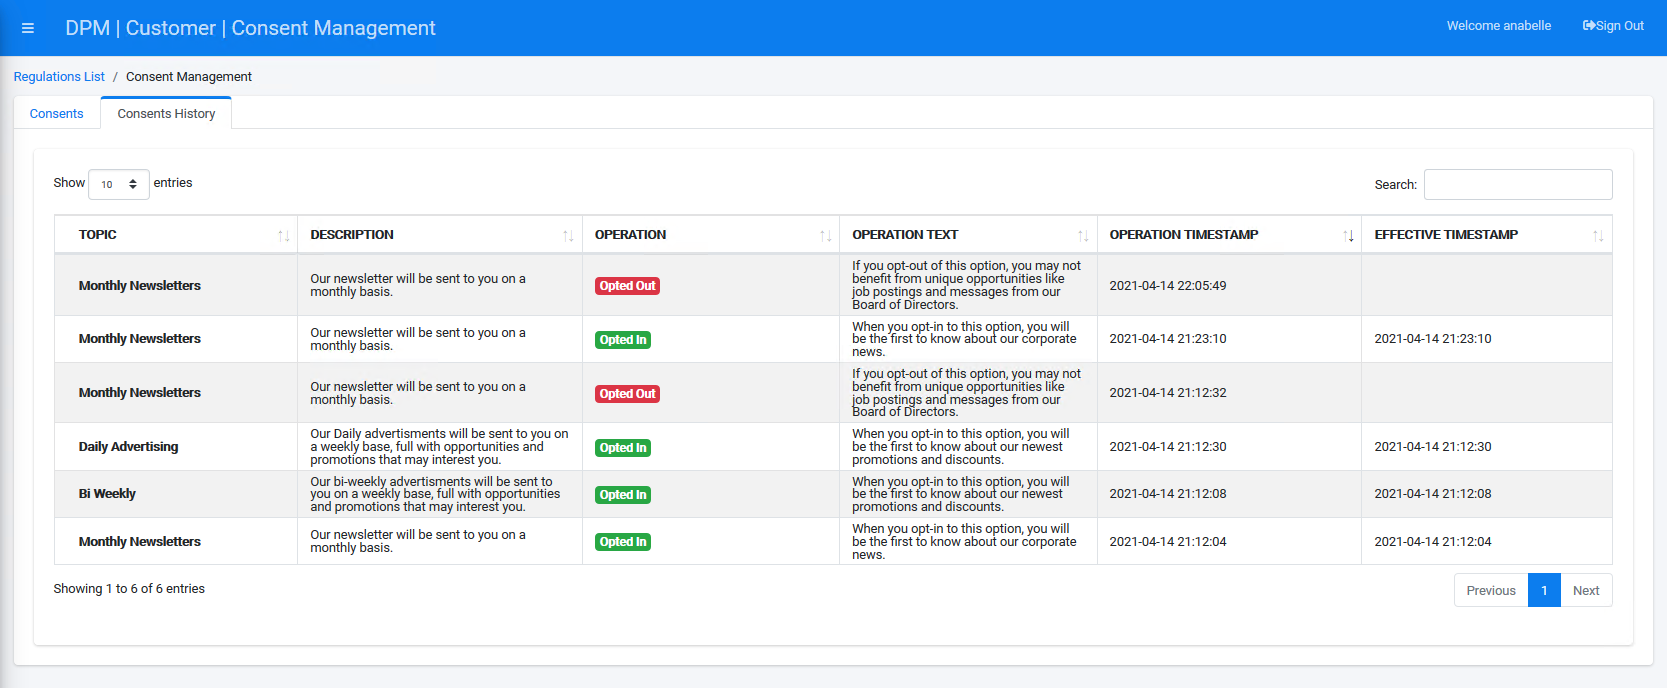 DPM | Customer | Consent Management
Welcome anabelle
Sign Out
Regulations List / Consent Management
Consents
Consents History
Show 10 entries
Search:
TOPIC
DESCRIPTION
OPERATION
OPERATION TEXT
OPERATION TIMESTAMP
EFFECTIVE TIMESTAMP
Monthly Newsletters
Our newsletter will be sent to you on a
monthly basis.
Opted Out
If you opt-out of this option, you may not
benefit from unique opportunities like
job postings and messages from our
Board of Directors.
2021-04-14 22:05:49
Monthly Newsletters
Our newsletter will be sent to you on a
monthly basis.
Opted In
When you opt-in to this option, you will
be the first to know about our corporate
news.
2021-04-14 21:23:10
2021-04-14 21:23:10
Monthly Newsletters
Our newsletter will be sent to you on a
monthly basis.
Opted Out
If you opt-out of this option, you may not
benefit from unique opportunities like
job postings and messages from our
Board of Directors.
2021-04-14 21:12:32
Daily Advertising
Our Daily advertisments will be sent to you on
a weekly base, full with opportunities and
promotions that may interest you.
Opted In
When you opt-in to this option, you will
be the first to know about our newest
promotions and discounts.
2021-04-14 21:12:30
2021-04-14 21:12:30
Bi Weekly
Our bi-weekly advertisments will be sent to
you on a weekly base, full with opportunities
and promotions that may interest you.
Opted In
When you opt-in to this option, you will
be the first to know about our newest
promotions and discounts.
2021-04-14 21:12:08
2021-04-14 21:12:08
Monthly Newsletters
Our newsletter will be sent to you on a
monthly basis.
Opted In
When you opt-in to this option, you will
be the first to know about our corporate
news.
2021-04-14 21:12:04
2021-04-14 21:12:04
Showing 1 to 6 of 6 entries
Previous 1 Next